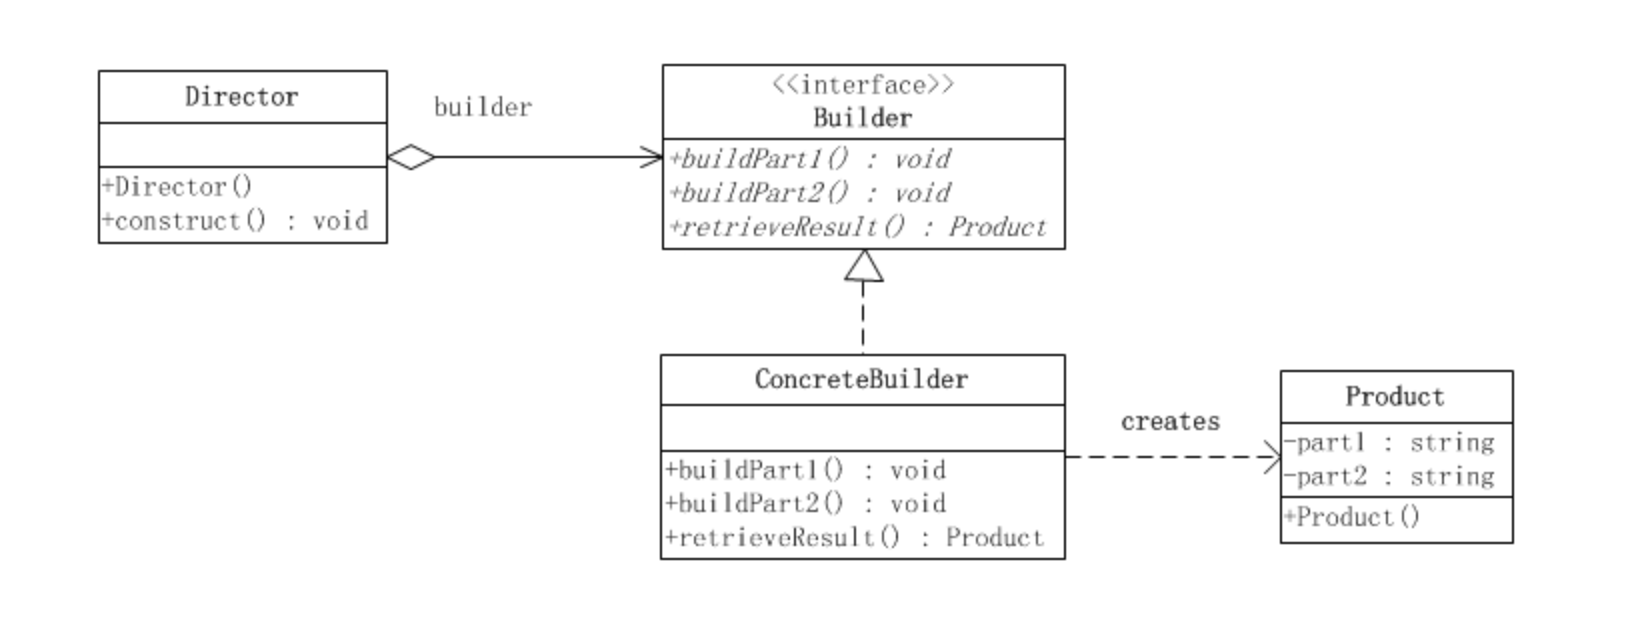 Director
+Director()
+construct() : void
builder
<<interface>>
Builder
+buildPart1() : void
+buildPart2() : void
+retrieveResult() : Product
ConcreteBuilder
+buildPart1() : void
+buildPart2() : void
+retrieveResult() : Product
creates
Product
-part1 : string
-part2 : string
+Product()